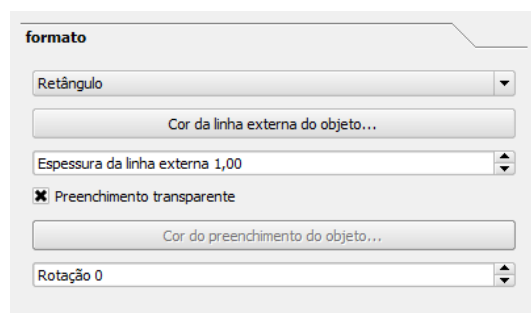 formato
Retângulo
Cor da linha externa do objeto...
Espessura da linha externa 1,00
Preenchimento transparente
Cor do preenchimento do objeto...
Rotação 0